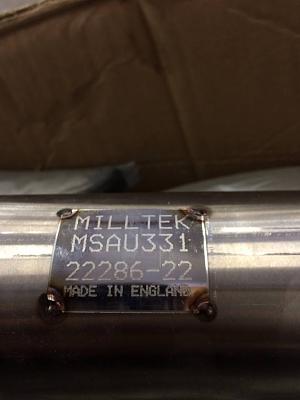 MILLTEK
MSAU331
22286-22
MADE IN ENGLAND